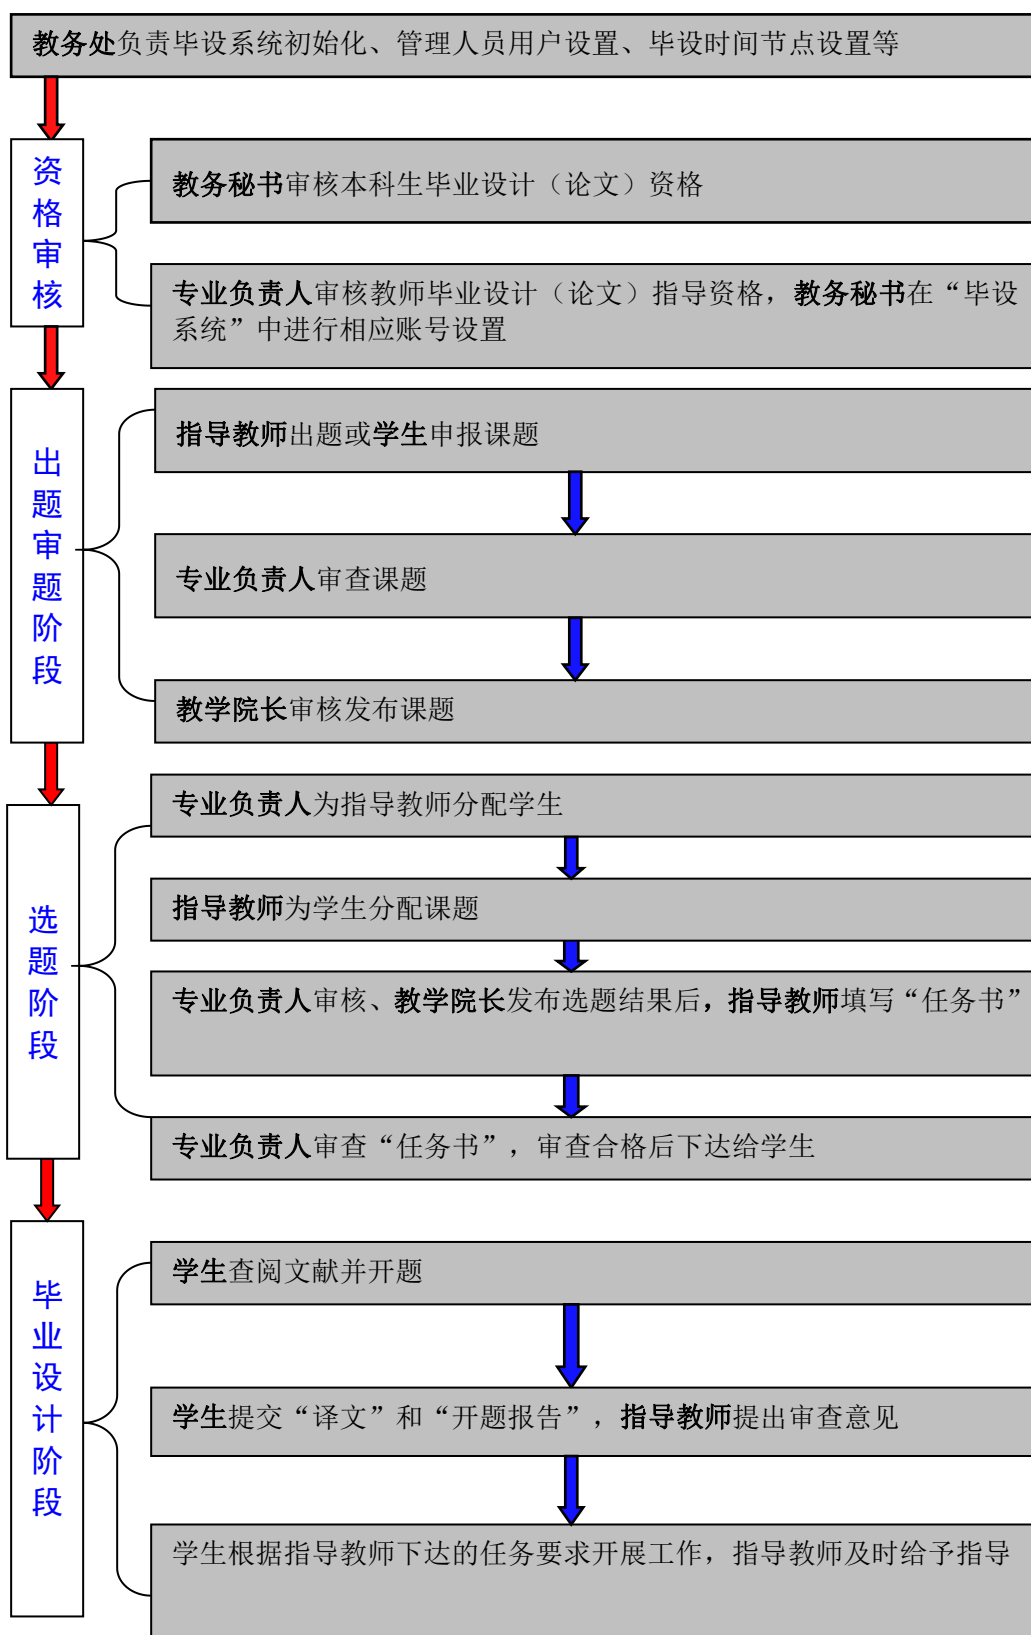 教务处负责毕设系统初始化、管理人员用户设置、毕设时间节点设置等
资格审核
教务秘书审核本科生毕业设计（论文）资格
专业负责人审核教师毕业设计（论文）指导资格，教务秘书在“毕设
系统”中进行相应账号设置
出题审题阶段
指导教师出题或学生申报课题
专业负责人审查课题
教学院长审核发布课题
选题阶段
专业负责人为指导教师分配学生
指导教师为学生分配课题
专业负责人审核、教学院长发布选题结果后，指导教师填写“任务书”
专业负责人审查“任务书”，审查合格后下达给学生
毕业设计阶段
学生查阅文献并开题
学生提交“译文”和“开题报告”，指导教师提出审查意见
学生根据指导教师下达的任务要求开展工作，指导教师及时给予指导